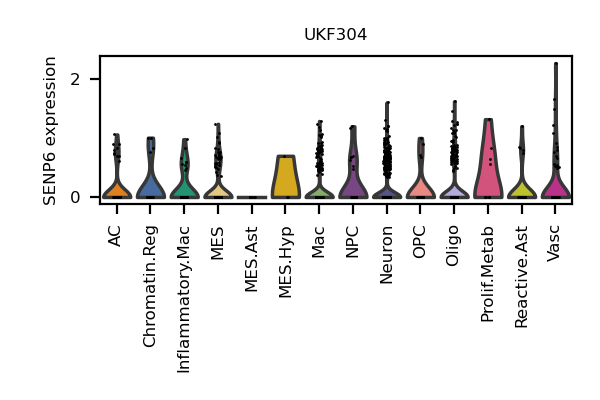 UKF304
SENP6 expression
2
0
AC
Chromatin.Reg
Inflammatory.Mac
MES
MES.Ast
MES.Hyp
Mac
NPC
Neuron
OPC
Oligo
Prolif.Metab
Reactive.Ast
Vasc